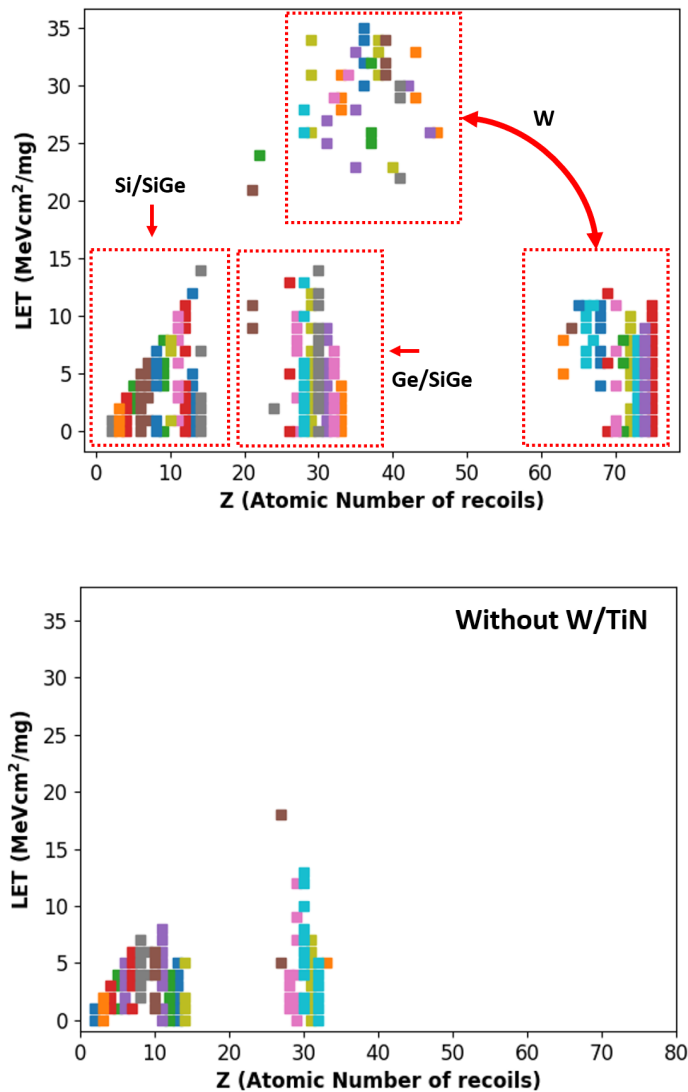 35
30
25
20
15
10
5
0
LET (MeVcm²/mg)
W
Si/SiGe
Ge/SiGe
0 10 20 30 40 50 60 70
Z (Atomic Number of recoils)
Without W/TiN
35
30
25
20
15
10
5
0
LET (MeVcm²/mg)
0 10 20 30 40 50 60 70 80
Z (Atomic Number of recoils)